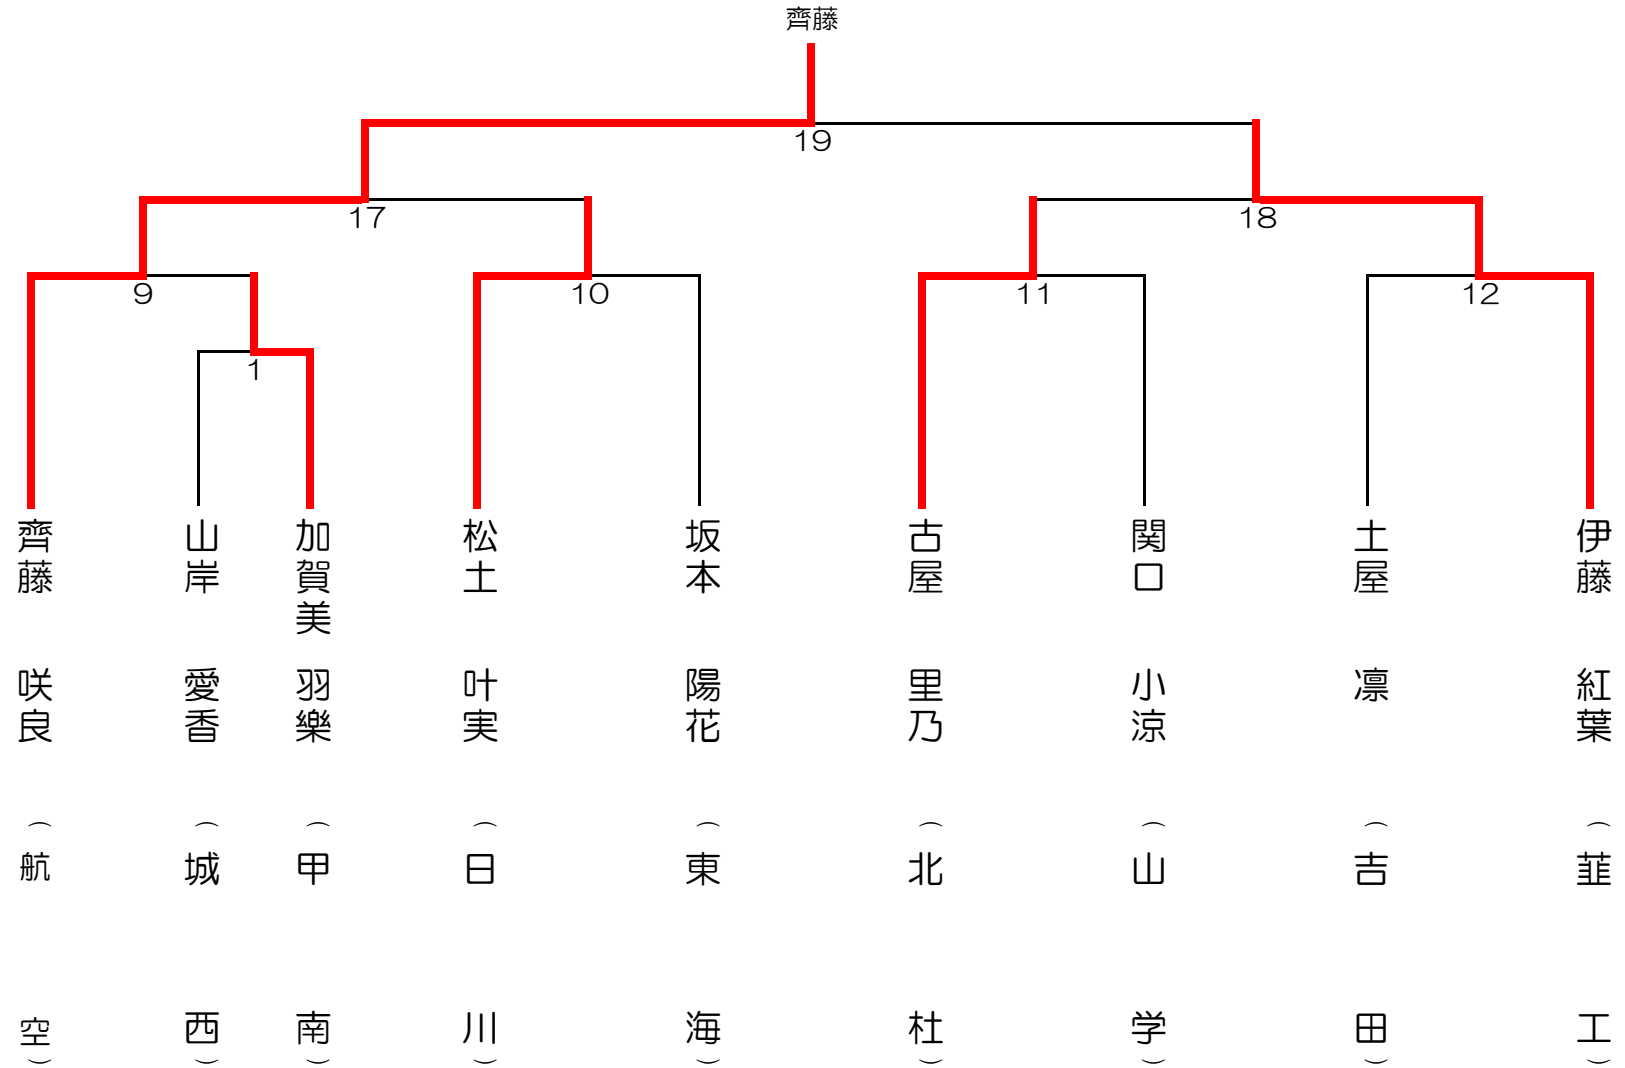 齊藤
19
17
18
9
10
11
12
1
齊藤 咲良 (航空)
山岸 愛香 (城西)
加賀美 羽樂 (甲南)
松土 叶実 (日川)
坂本 陽花 (東海)
古屋 里乃 (北杜)
関口 小涼 (山学)
土屋 凛 (吉田)
伊藤 紅葉 (韮工)